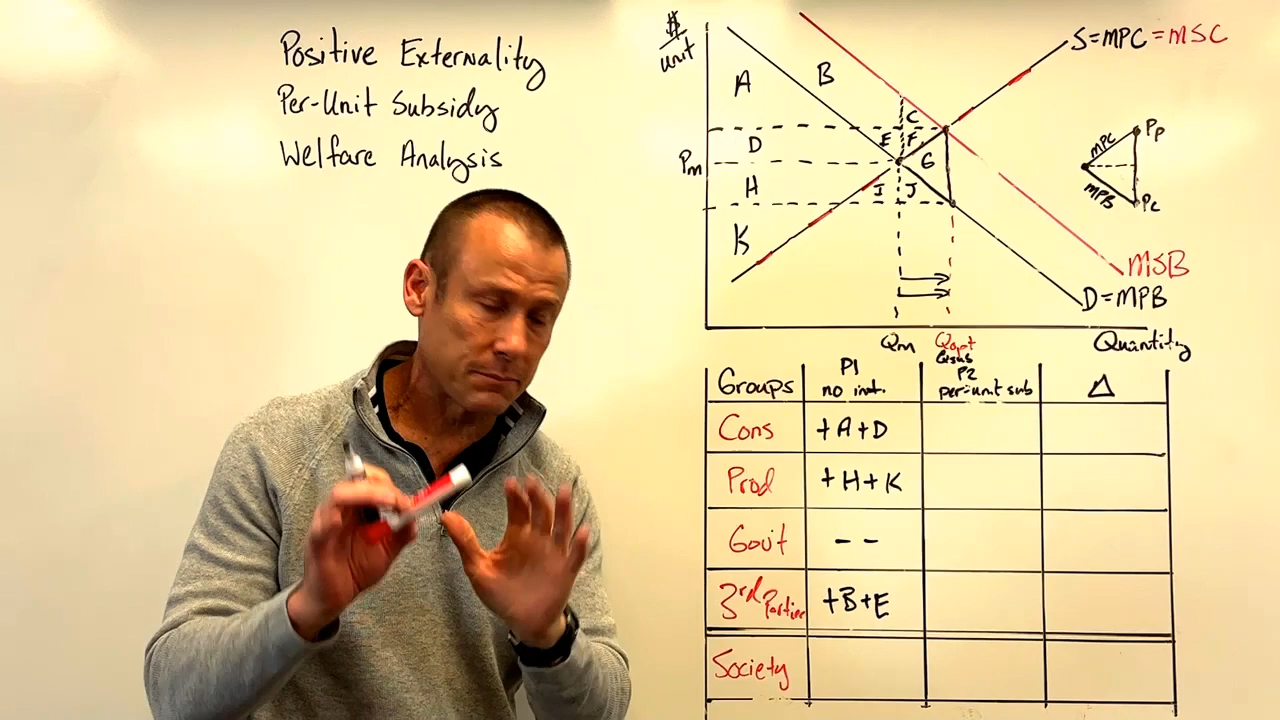 Positive Externality
Per-Unit Subsidy
Welfare Analysis
$/unit
S=MPC=MSC
A
B
C
D
E
F
G
Pm
H
I
J
K
MPC
Pp
MPB
Pc
MSB
D=MPB
Qm
Qopt
Quantity
Groups
P1
no int.
P2
per-unit sub
Δ
Cons
+A+D
Prod
+H+K
Gov't
- -
3rd Parties
+B+E
Society